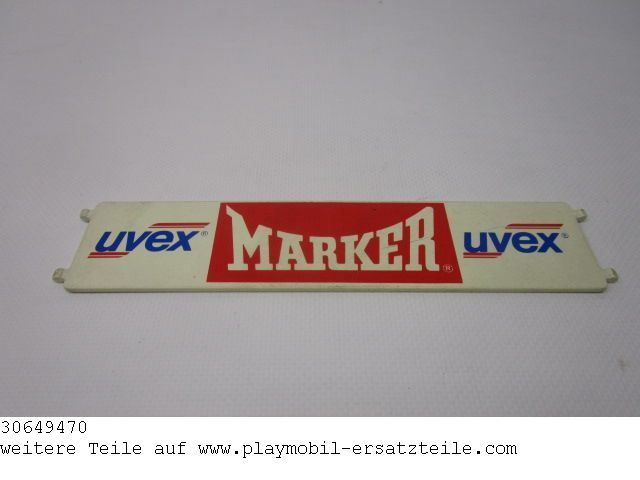 uvex® MARKER® uvex®
30649470
weitere Teile auf www.playmobil-ersatzteile.com